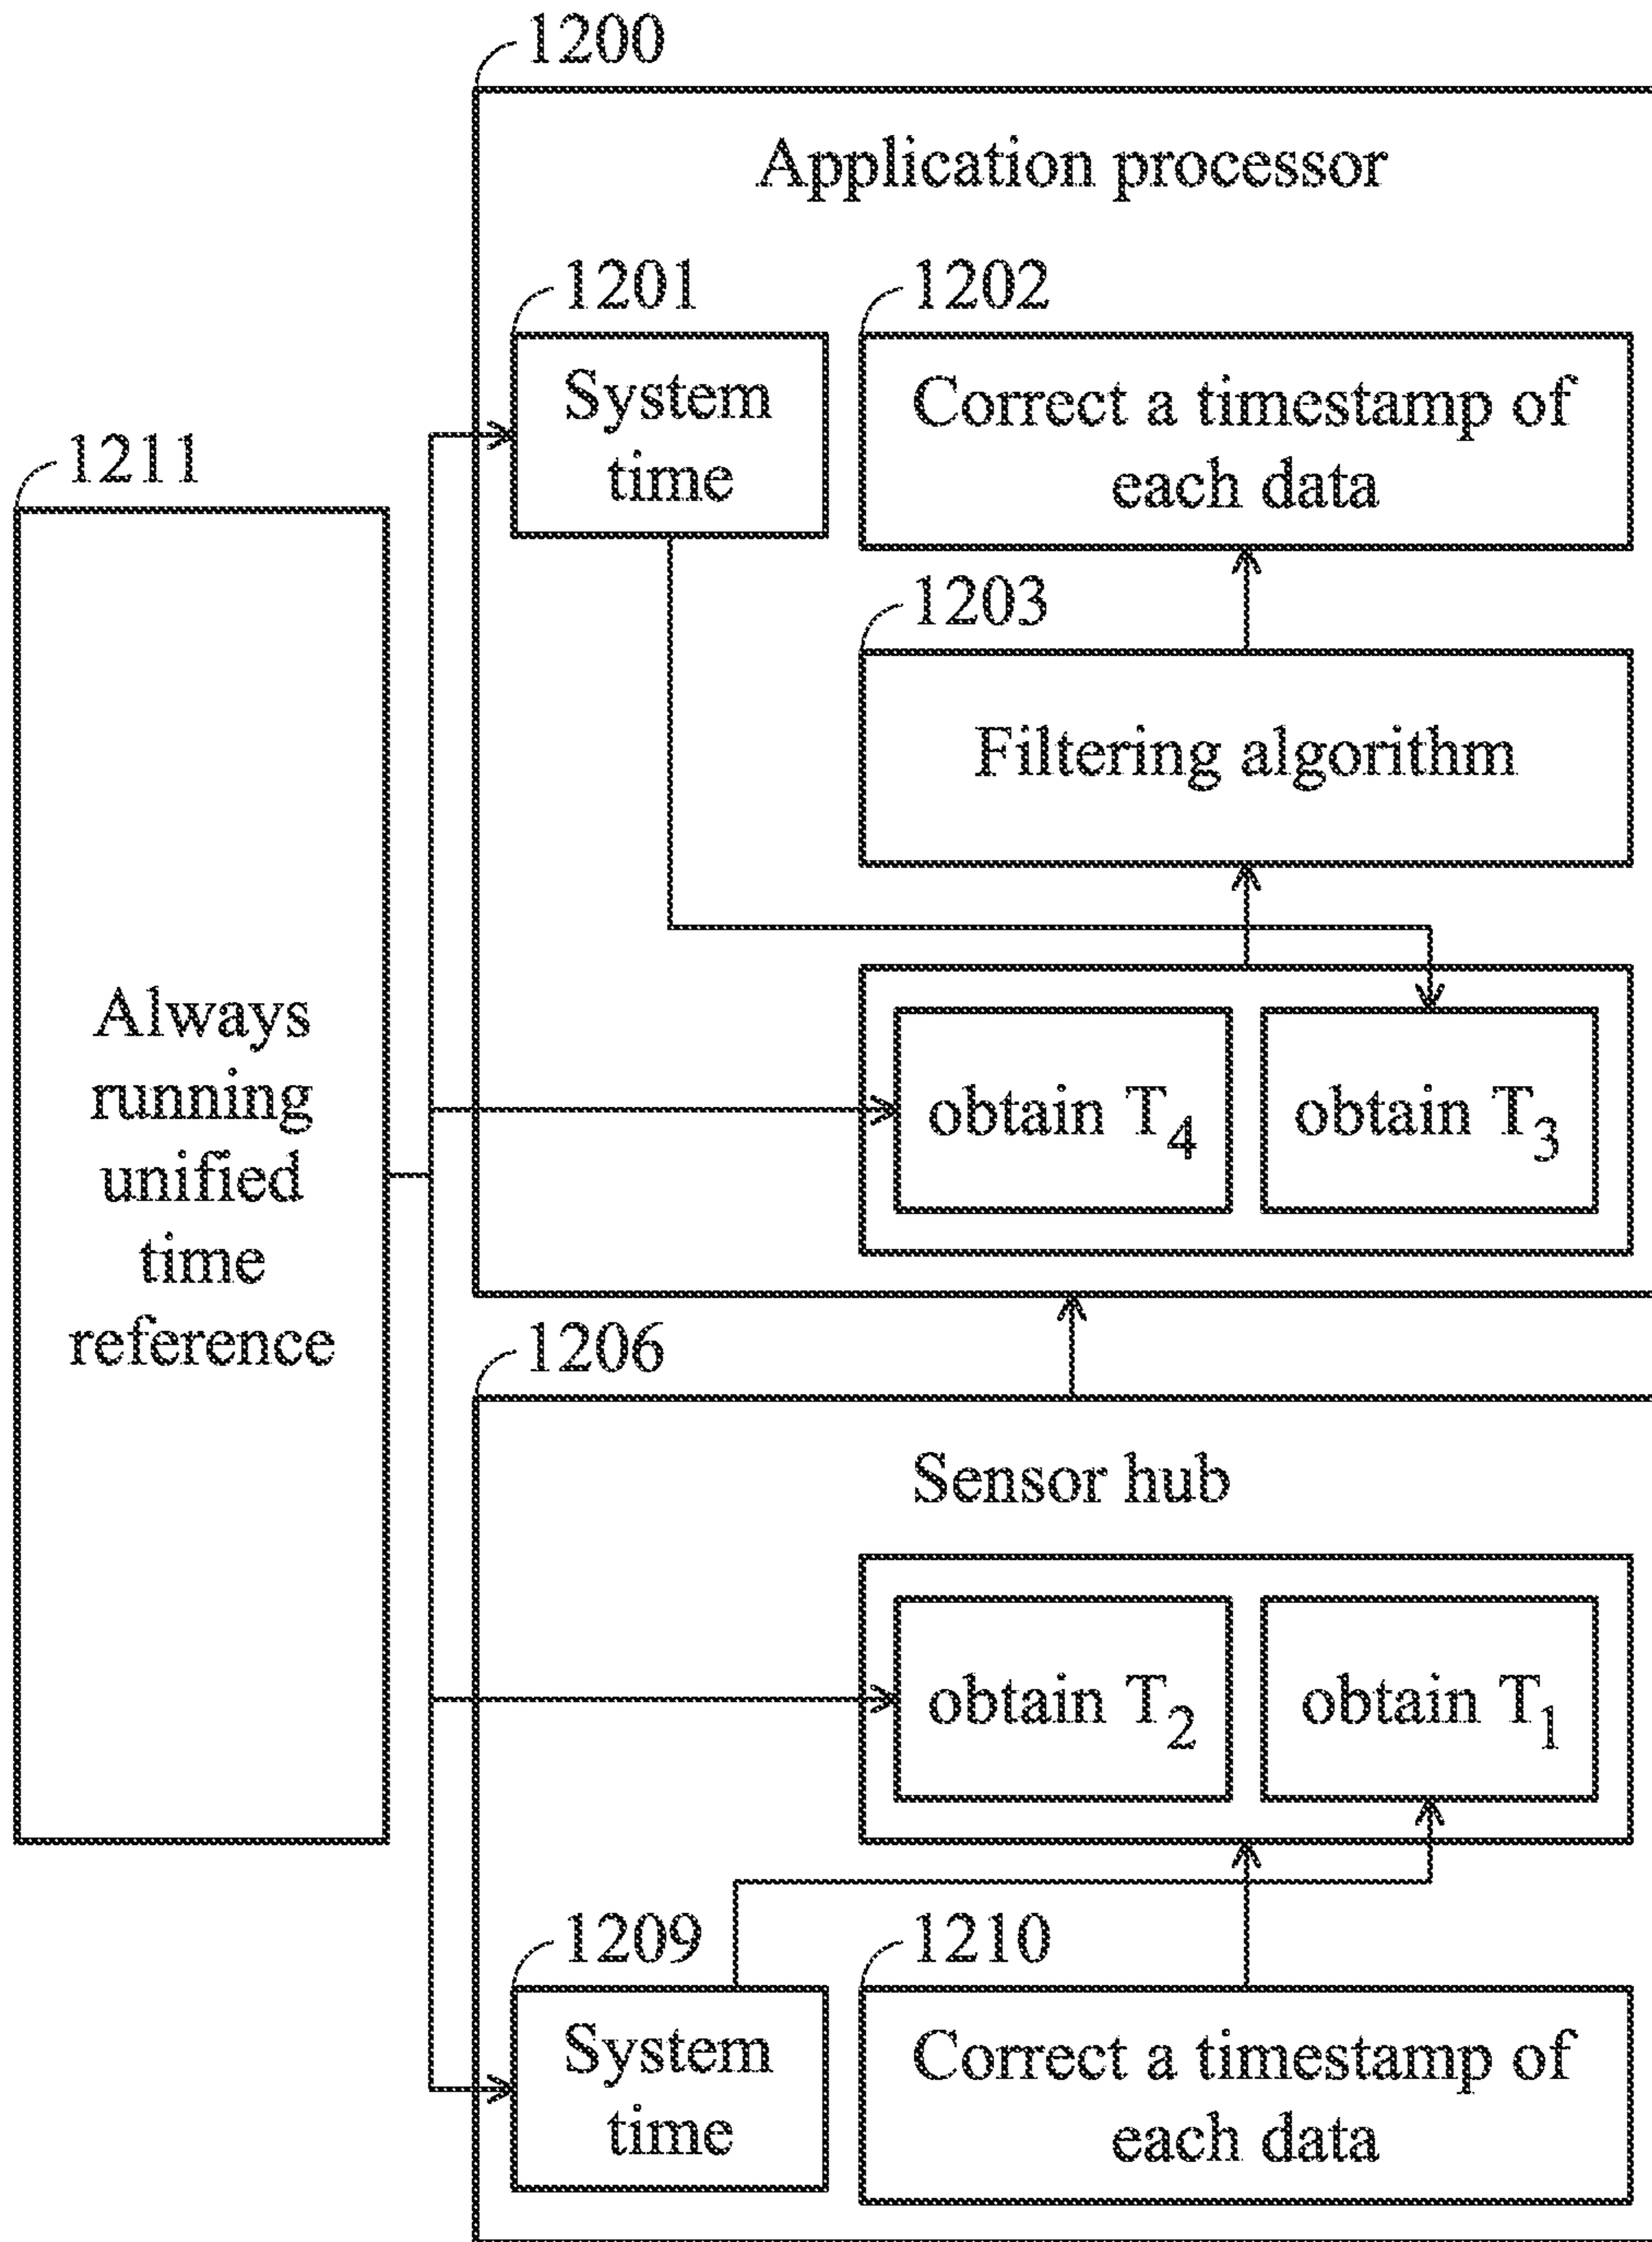 1200
Application processor
1201
System
time
1202
Correct a timestamp of
each data
1211
Always
running
unified
time
reference
1203
Filtering algorithm
obtain T4
obtain T3
1206
Sensor hub
obtain T2
obtain T1
1209
System
time
1210
Correct a timestamp of
each data